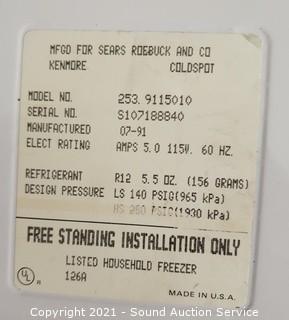 MFGD FOR SEARS ROEBUCK AND CO
KENMORE COLDSPOT
MODEL NO. 253.9115010
SERIAL NO. S107188840
MANUFACTURED 07-91
ELECT RATING AMPS 5.0 115V. 60 HZ.
REFRIGERANT R12 5.5 OZ. (156 GRAMS)
DESIGN PRESSURE LS 140 PSIG(965 kPa)
HS 280 PSIG(1930 kPa)
FREE STANDING INSTALLATION ONLY
UL R LISTED HOUSEHOLD FREEZER
126A
MADE IN U.S.A.
Copyright 2021 - Sound Auction Service